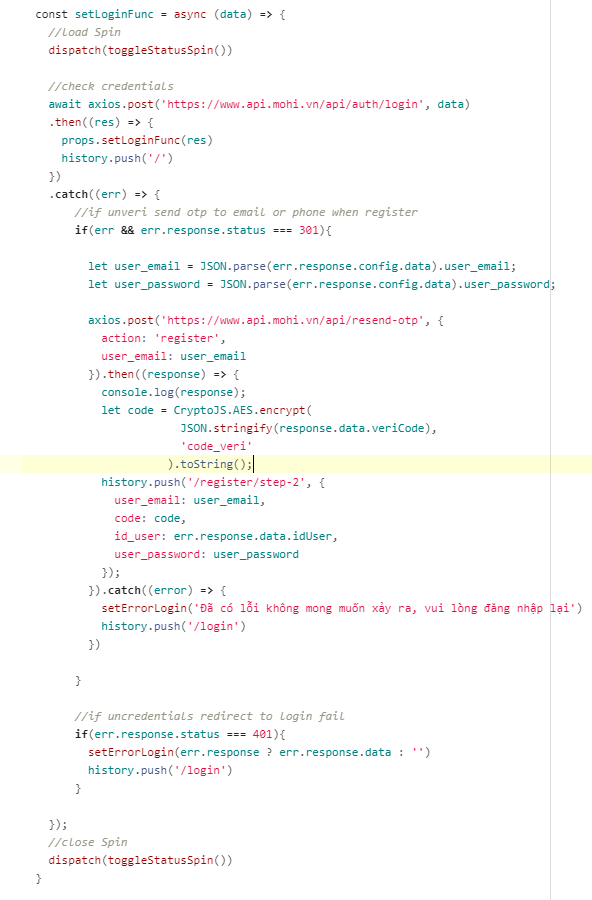 const setLoginFunc = async (data) => {
//load Spin
dispatch(toggleStatusSpin())
//check credentials
await axios.post('https://www.api.mohi.vn/api/auth/login', data)
.then((res) => {
props.setLoginFunc(res)
history.push('/')
})
.catch((err) => {
//if unveri send otp to email or phone when register
if(err && err.response.status === 301){
let user_email = JSON.parse(err.response.config.data).user_email;
let user_password = JSON.parse(err.response.config.data).user_password;
axios.post('https://www.api.mohi.vn/api/resend-otp', {
action: 'register',
user_email: user_email
}).then((response) => {
console.log(response);
let code = CryptoJS.AES.encrypt(
JSON.stringify(response.data.veriCode),
'code_veri'
).toString();
history.push('/register/step-2', {
user_email: user_email,
code: code,
id_user: err.response.data.idUser,
user_password: user_password
});
}).catch((error) => {
setErrorLogin('Đã có lỗi không mong muốn xảy ra, vui lòng đăng nhập lại')
history.push('/login')
})
}
//if uncredentials redirect to login fail
if(err.response.status === 401){
setErrorLogin(err.response ? err.response.data : '')
history.push('/login')
}
});
//close Spin
dispatch(toggleStatusSpin())
}